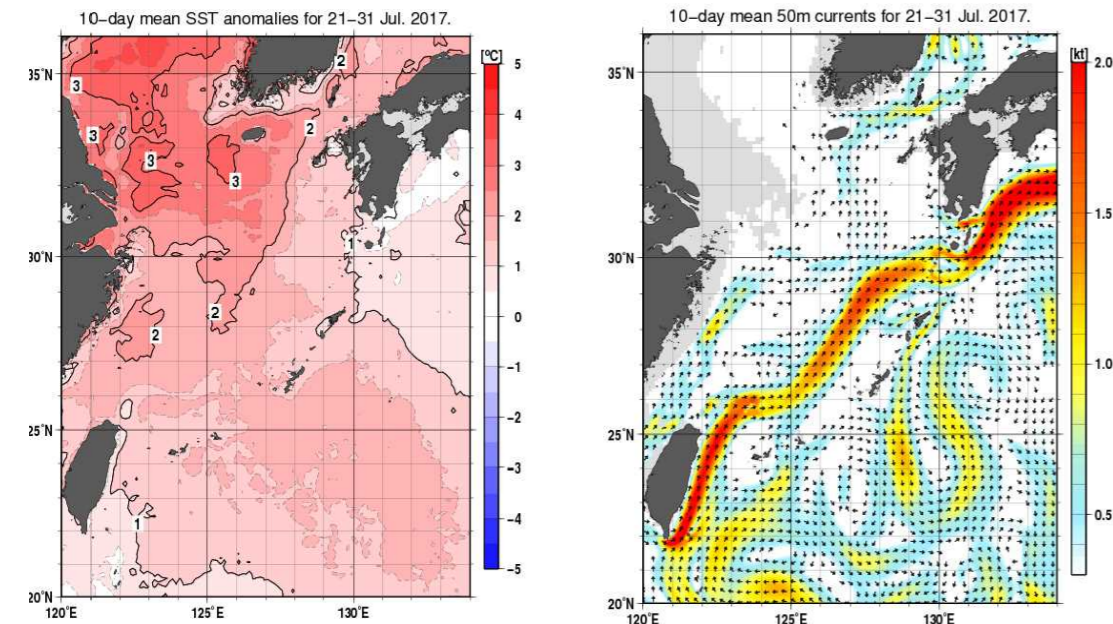 10-day mean SST anomalies for 21-31 Jul. 2017.
[°C]
35°N
30°N
25°N
20°N
120°E
125°E
130°E
5
4
3
2
1
0
-1
-2
-3
-4
-5
2
3
2
3
3
3
1
2
2
1
10-day mean 50m currents for 21-31 Jul. 2017.
[kt]
35°N
30°N
25°N
20°N
120°E
125°E
130°E
2.0
1.5
1.0
0.5